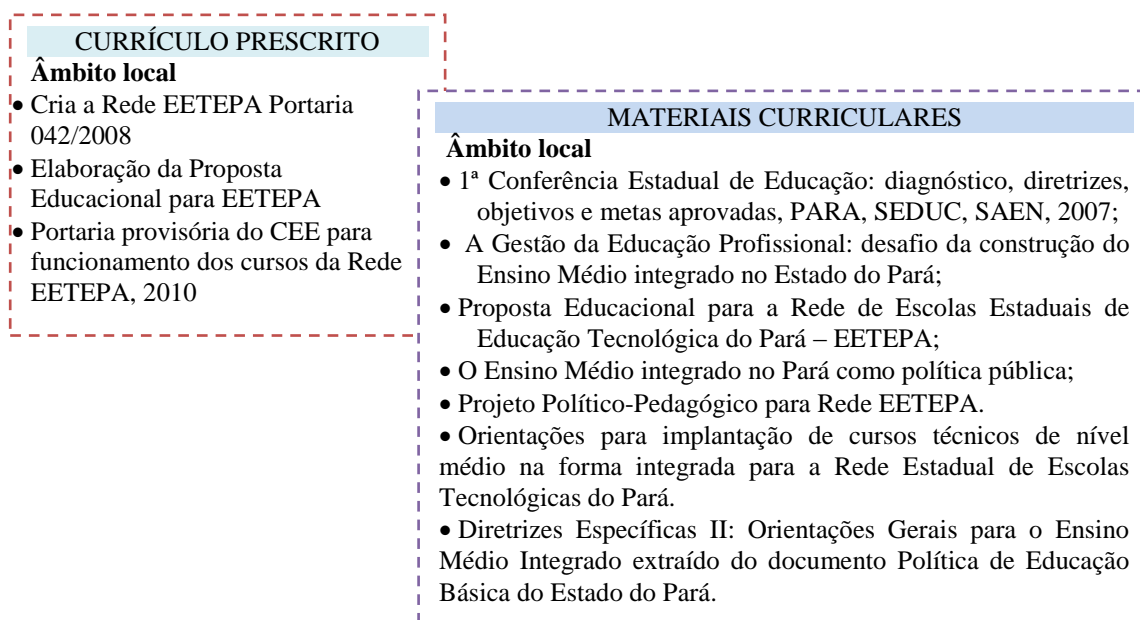 CURRÍCULO PRESCRITO
Âmbito local
• Cria a Rede EETEPA Portaria
042/2008
• Elaboração da Proposta
Educacional para EETEPA
• Portaria provisória do CEE para
funcionamento dos cursos da Rede
EETEPA, 2010
MATERIAIS CURRICULARES
Âmbito local
• 1ª Conferência Estadual de Educação: diagnóstico, diretrizes,
objetivos e metas aprovadas, PARA, SEDUC, SAEN, 2007;
• A Gestão da Educação Profissional: desafio da construção do
Ensino Médio integrado no Estado do Pará;
• Proposta Educacional para a Rede de Escolas Estaduais de
Educação Tecnológica do Pará – EETEPA;
• O Ensino Médio integrado no Pará como política pública;
• Projeto Político-Pedagógico para Rede EETEPA.
• Orientações para implantação de cursos técnicos de nível
médio na forma integrada para a Rede Estadual de Escolas
Tecnológicas do Pará.
• Diretrizes Específicas II: Orientações Gerais para o Ensino
Médio Integrado extraído do documento Política de Educação
Básica do Estado do Pará.